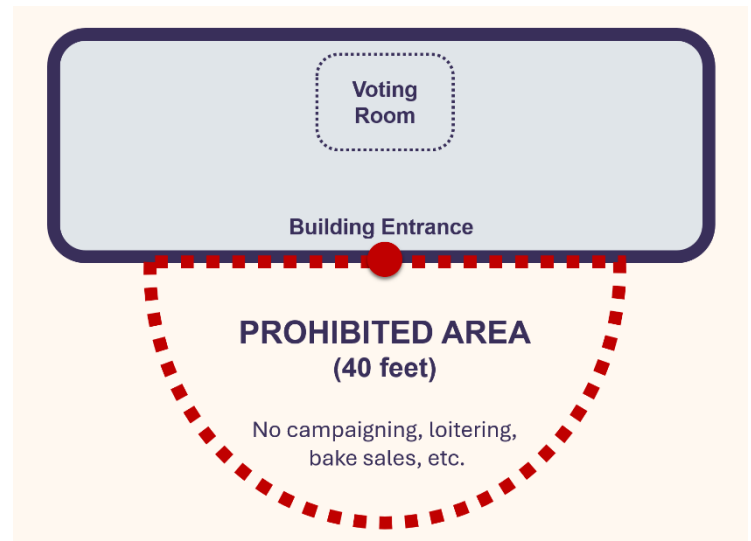 Voting
Room
Building Entrance
PROHIBITED AREA
(40 feet)
No campaigning, loitering,
bake sales, etc.